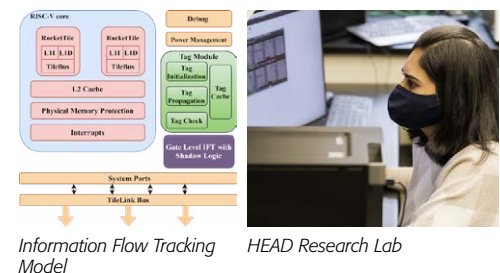 RISC-V core
RocketTile
L1I L1D
TileBus
RocketTile
L1I L1D
TileBus
L2 Cache
Physical Memory Protection
Interrupts
Debug
Power Management
Tag Module
Tag
Initialization
Tag
Propagation
Tag Check
Tag
Cache
Gate Level IFT with
Shadow Logic
System Ports
TileLink Bus
Information Flow Tracking
Model
HEAD Research Lab